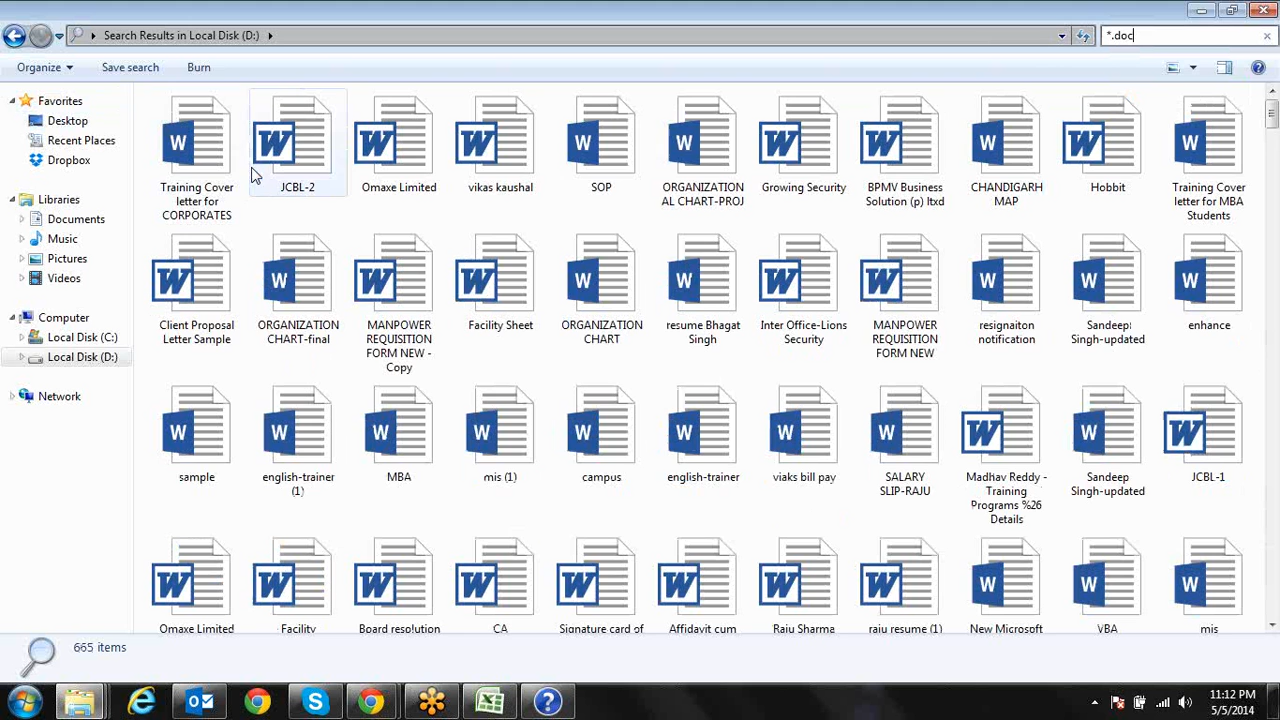 Search Results in Local Disk (D:)
*.doc
Organize
Save search
Burn
Favorites
Desktop
Recent Places
Dropbox
Libraries
Documents
Music
Pictures
Videos
Computer
Local Disk (C:)
Local Disk (D:)
Network
Training Cover
letter for
CORPORATES
JCBL-2
Omaxe Limited
vikas kaushal
SOP
ORGANIZATION
AL CHART-PROJ
Growing Security
BPMV Business
Solution (p) ltxd
CHANDIGARH
MAP
Hobbit
Training Cover
letter for MBA
Students
Client Proposal
Letter Sample
ORGANIZATION
CHART-final
MANPOWER
REQUISITION
FORM NEW -
Copy
Facility Sheet
ORGANIZATION
CHART
resume Bhagat
Singh
Inter Office-Lions
Security
MANPOWER
REQUISITION
FORM NEW
resignaiton
notification
Sandeep
Singh-updated
enhance
sample
english-trainer
(1)
MBA
mis (1)
campus
english-trainer
viaks bill pay
SALARY
SLIP-RAJU
Madhav Reddy -
Training
Programs %26
Details
Sandeep
Singh-updated
JCBL-1
Omaxe Limited
Facility
Board resolution
CA
Signature card of
Affidavit cum
Raju Sharma
raju resume (1)
New Microsoft
VBA
mis
665 items
11:12 PM
5/5/2014